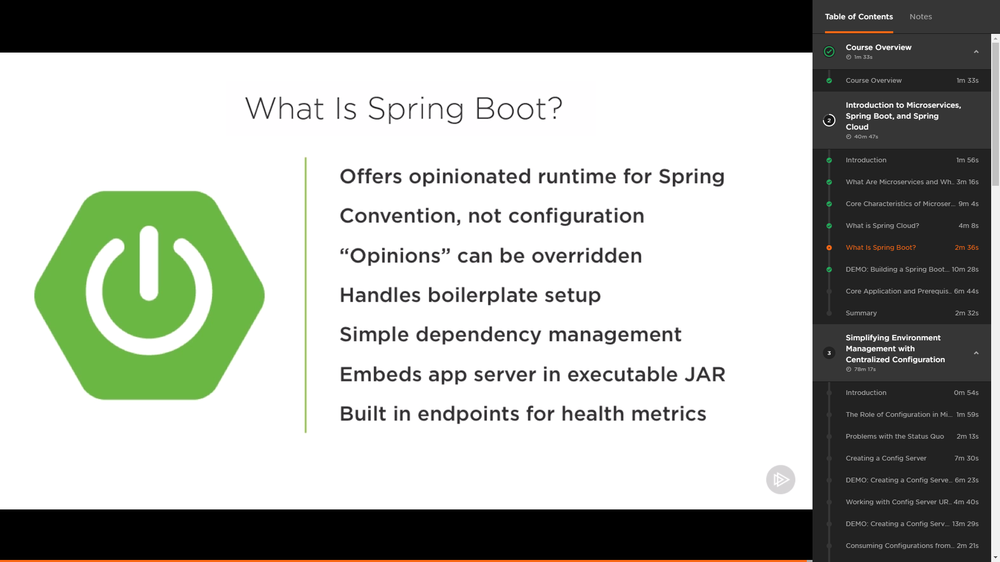 What Is Spring Boot?
Offers opinionated runtime for Spring
Convention, not configuration
“Opinions” can be overridden
Handles boilerplate setup
Simple dependency management
Embeds app server in executable JAR
Built in endpoints for health metrics
Table of Contents
Notes
Course Overview
1m 33s
Course Overview 1m 33s
2
Introduction to Microservices,
Spring Boot, and Spring
Cloud
40m 47s
Introduction 1m 56s
What Are Microservices and Wh.. 3m 16s
Core Characteristics of Microser... 9m 4s
What is Spring Cloud? 4m 8s
What Is Spring Boot? 2m 36s
DEMO: Building a Spring Boot... 10m 28s
Core Application and Prerequis.. 6m 44s
Summary 2m 32s
3
Simplifying Environment
Management with
Centralized Configuration
78m 17s
Introduction 0m 54s
The Role of Configuration in Mi... 1m 59s
Problems with the Status Quo 2m 13s
Creating a Config Server 7m 30s
DEMO: Creating a Config Serve.. 6m 23s
Working with Config Server UR.. 4m 40s
DEMO: Creating a Config Serv... 13m 29s
Consuming Configurations from... 2m 21s